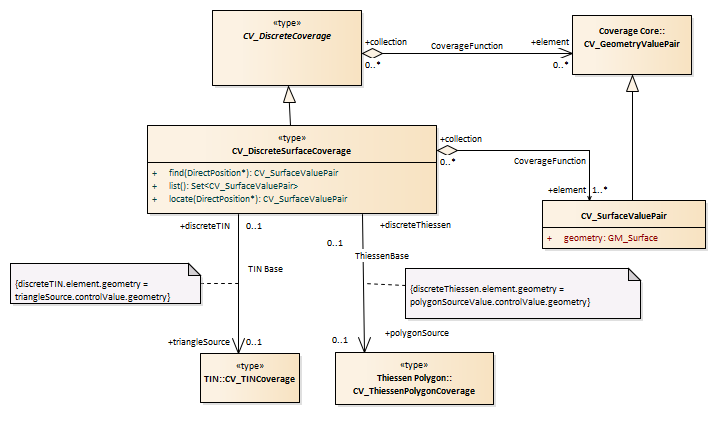 «type»
CV_DiscreteCoverage
+collection
CoverageFunction
+element
0..*
0..*
Coverage Core::
CV_GeometryValuePair
«type»
CV_DiscreteSurfaceCoverage
+ find(DirectPosition*): CV_SurfaceValuePair
+ list(): Set<CV_SurfaceValuePair>
+ locate(DirectPosition*): CV_SurfaceValuePair
+collection
0..*
CoverageFunction
+element
1..*
CV_SurfaceValuePair
+ geometry: GM_Surface
+discreteTIN
0..1
+discreteThiessen
0..1
ThiessenBase
TIN Base
{discreteTIN.element.geometry =
triangleSource.controlValue.geometry}
{discreteThiessen.element.geometry =
polygonSourceValue.controlValue.geometry}
+triangleSource
0..1
0..1
+polygonSource
«type»
TIN::CV_TINCoverage
«type»
Thiessen Polygon::
CV_ThiessenPolygonCoverage